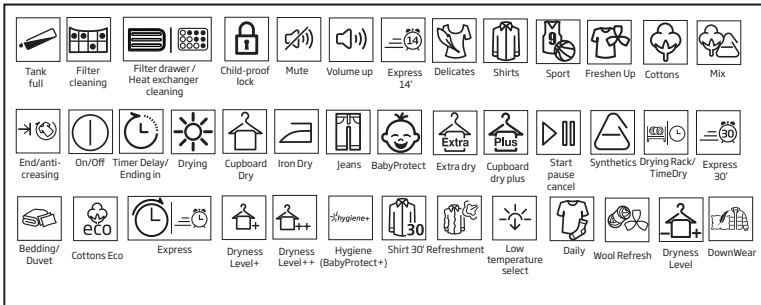 14
9
Tank
full
Filter
cleaning
Filter drawer /
Heat exchanger
cleaning
Child-proof
lock
Mute
Volume up
Express
14'
Delicates
Shirts
Sport
Freshen Up
Cottons
Mix
30
Extra
Plus
End/anti-
creasing
On/Off
Timer Delay/
Ending in
Drying
Cupboard
Dry
Iron Dry
Jeans
BabyProtect
Extra dry
Cupboard
dry plus
Start
pause
cancel
Synthetics
Drying Rack/
TimeDry
Express
30'
eco
+
++
hygiene+
30
- +
Bedding/
Duvet
Cottons Eco
Express
Dryness
Level+
Dryness
Level++
Hygiene
(BabyProtect+)
Shirt 30'
Refreshment
Low
temperature
select
Daily
Wool Refresh
Dryness
Level
DownWear